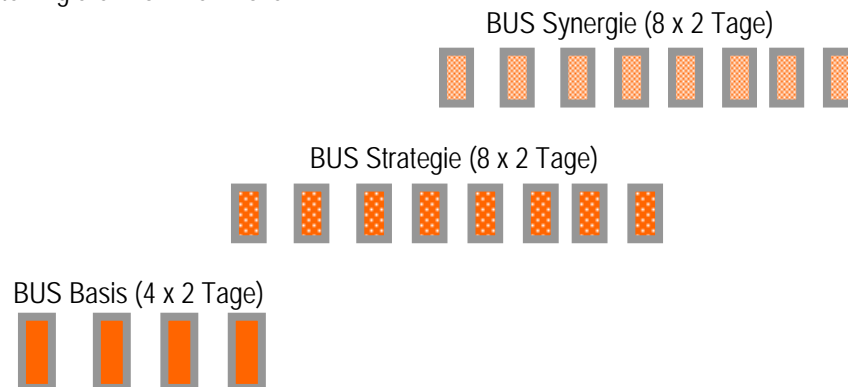 BUS Synergie (8 x 2 Tage)
BUS Strategie (8 x 2 Tage)
BUS Basis (4 x 2 Tage)